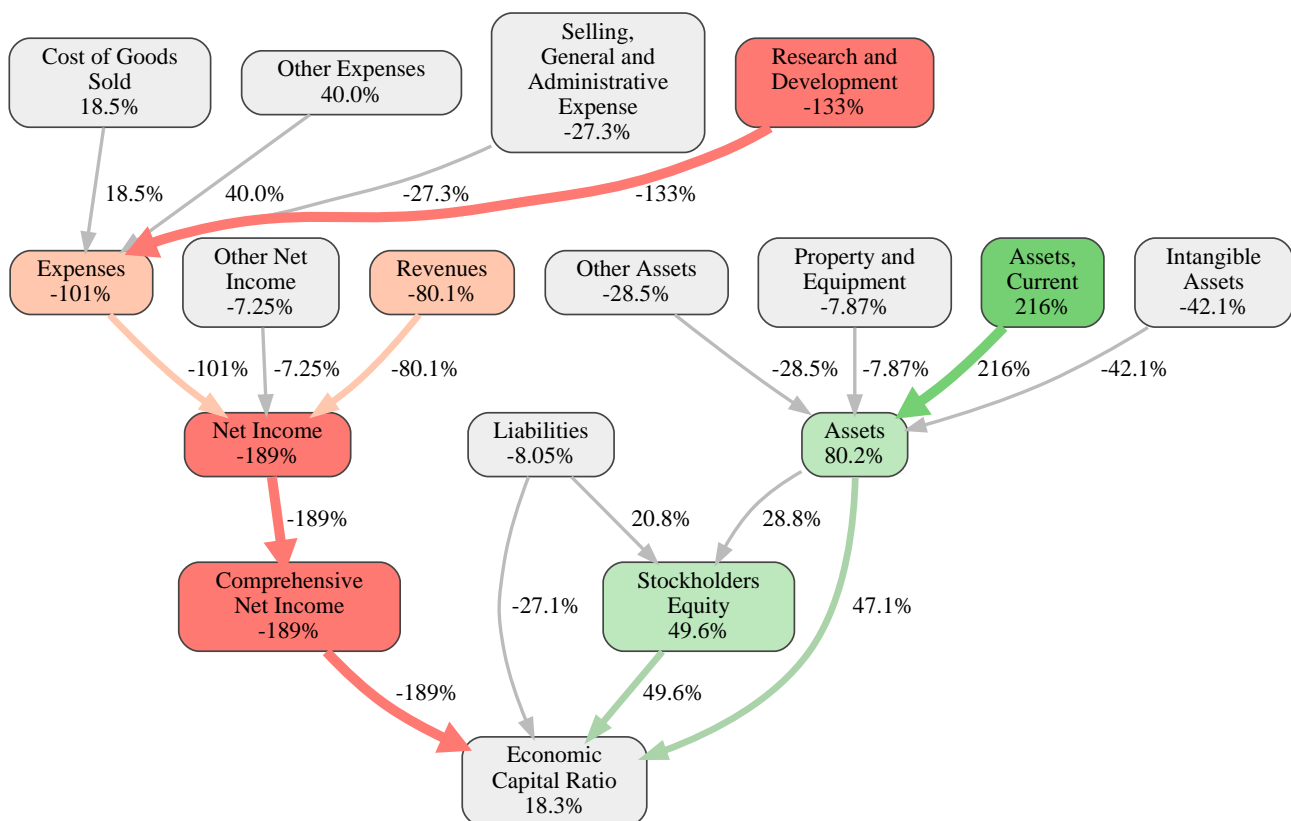 Cost of Goods
Sold
18.5%
Other Expenses
40.0%
Selling,
General and
Administrative
Expense
-27.3%
Research and
Development
-133%
18.5%
40.0%
-27.3%
-133%
Expenses
-101%
Other Net
Income
-7.25%
Revenues
-80.1%
Other Assets
-28.5%
Property and
Equipment
-7.87%
Assets,
Current
216%
Intangible
Assets
-42.1%
-101%
-7.25%
-80.1%
-28.5%
-7.87%
216%
-42.1%
Net Income
-189%
Liabilities
-8.05%
Assets
80.2%
-189%
20.8%
28.8%
Comprehensive
Net Income
-189%
-27.1%
Stockholders
Equity
49.6%
47.1%
-189%
49.6%
Economic
Capital Ratio
18.3%